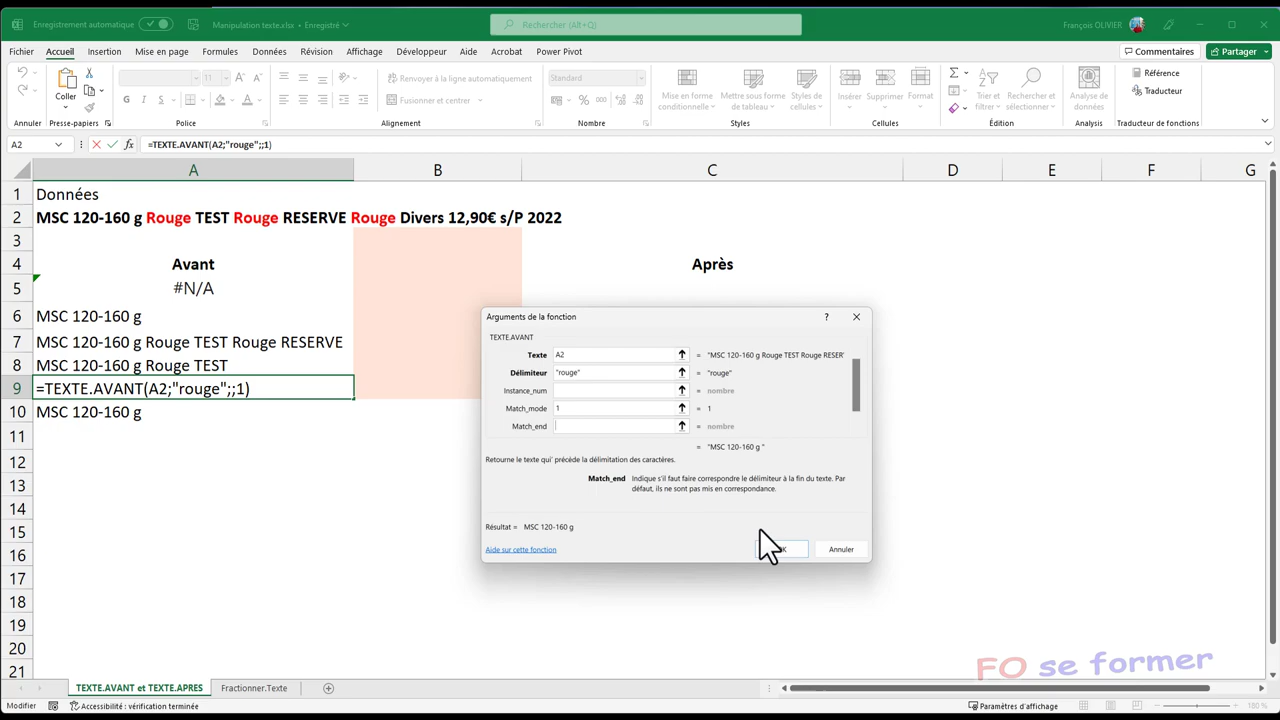 Enregistrement automatique
Manipulation texte.xlsx • Enregistré
Rechercher (Alt+Q)
François OLIVIER
Fichier Accueil Insertion Mise en page Formules Données Révision Affichage Développeur Aide Acrobat Power Pivot
Commentaires Partager
Coller
11
Renvoyer à la ligne automatiquement
Fusionner et centrer
Standard
G I S
Mise en forme conditionnelle
Mettre sous forme de tableau
Styles de cellules
Insérer Supprimer Format
Trier et filtrer
Rechercher et sélectionner
Analyse de données
Référence
Traducteur
Annuler Presse-papiers Police Alignement Nombre Styles Cellules Édition Analysis Traducteur de fonctions
A2 fx =TEXTE.AVANT(A2;"rouge";;1)
A B C D E F G
1 Données
2 MSC 120-160 g Rouge TEST Rouge RESERVE Rouge Divers 12,90€ s/P 2022
3
4 Avant Après
5 #N/A
6 MSC 120-160 g
7 MSC 120-160 g Rouge TEST Rouge RESERVE
8 MSC 120-160 g Rouge TEST
9 =TEXTE.AVANT(A2;"rouge";;1)
10 MSC 120-160 g
11
12
13
14
15
16
17
18
19
20
21
Arguments de la fonction ?
TEXTE.AVANT
Texte A2 = "MSC 120-160 g Rouge TEST Rouge RESER
Délimiteur "rouge" = "rouge"
Instance_num = nombre
Match_mode 1 = 1
Match_end = nombre
= "MSC 120-160 g "
Retourne le texte qui' précède la délimitation des caractères.
Match_end Indique s'il faut faire correspondre le délimiteur à la fin du texte. Par
défaut, ils ne sont pas mis en correspondance.
Résultat = MSC 120-160 g
Aide sur cette fonction
Annuler
FO se former
TEXTE.AVANT et TEXTE.APRES Fractionner.Texte
Modifier Accessibilité : vérification terminée Paramètres d'affichage 180 %